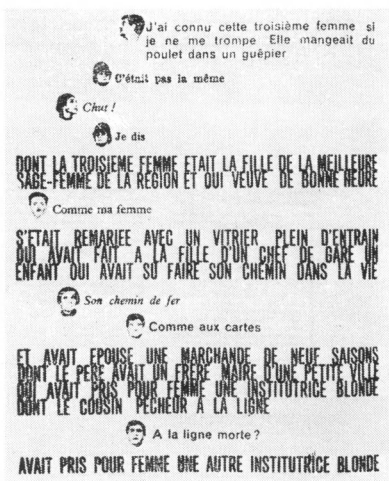 J'ai connu cette troisième femme si
je ne me trompe Elle mangeait du
poulet dans un guêpier
C'était pas la même
Chut !
Je dis
DONT LA TROISIEME FEMME ETAIT LA FILLE DE LA MEILLEURE
SAGE-FEMME DE LA REGION ET QUI VEUVE DE BONNE HEURE
Comme ma femme
S'ETAIT REMARIEE AVEC UN VITRIER PLEIN D'ENTRAIN
QUI AVAIT FAIT A LA FILLE D'UN CHEF DE GARE UN
ENFANT QUI AVAIT SU FAIRE SON CHEMIN DANS LA VIE
Son chemin de fer
Comme aux cartes
ET AVAIT EPOUSE UNE MARCHANDE DE NEUF SAISONS
DONT LE PERE AVAIT UN FRERE MAIRE D'UNE PETITE VILLE
QUI AVAIT PRIS POUR FEMME UNE INSTITUTRICE BLONDE
DONT LE COUSIN PECHEUR A LA LIGNE
A la ligne morte ?
AVAIT PRIS POUR FEMME UNE AUTRE INSTITUTRICE BLONDE